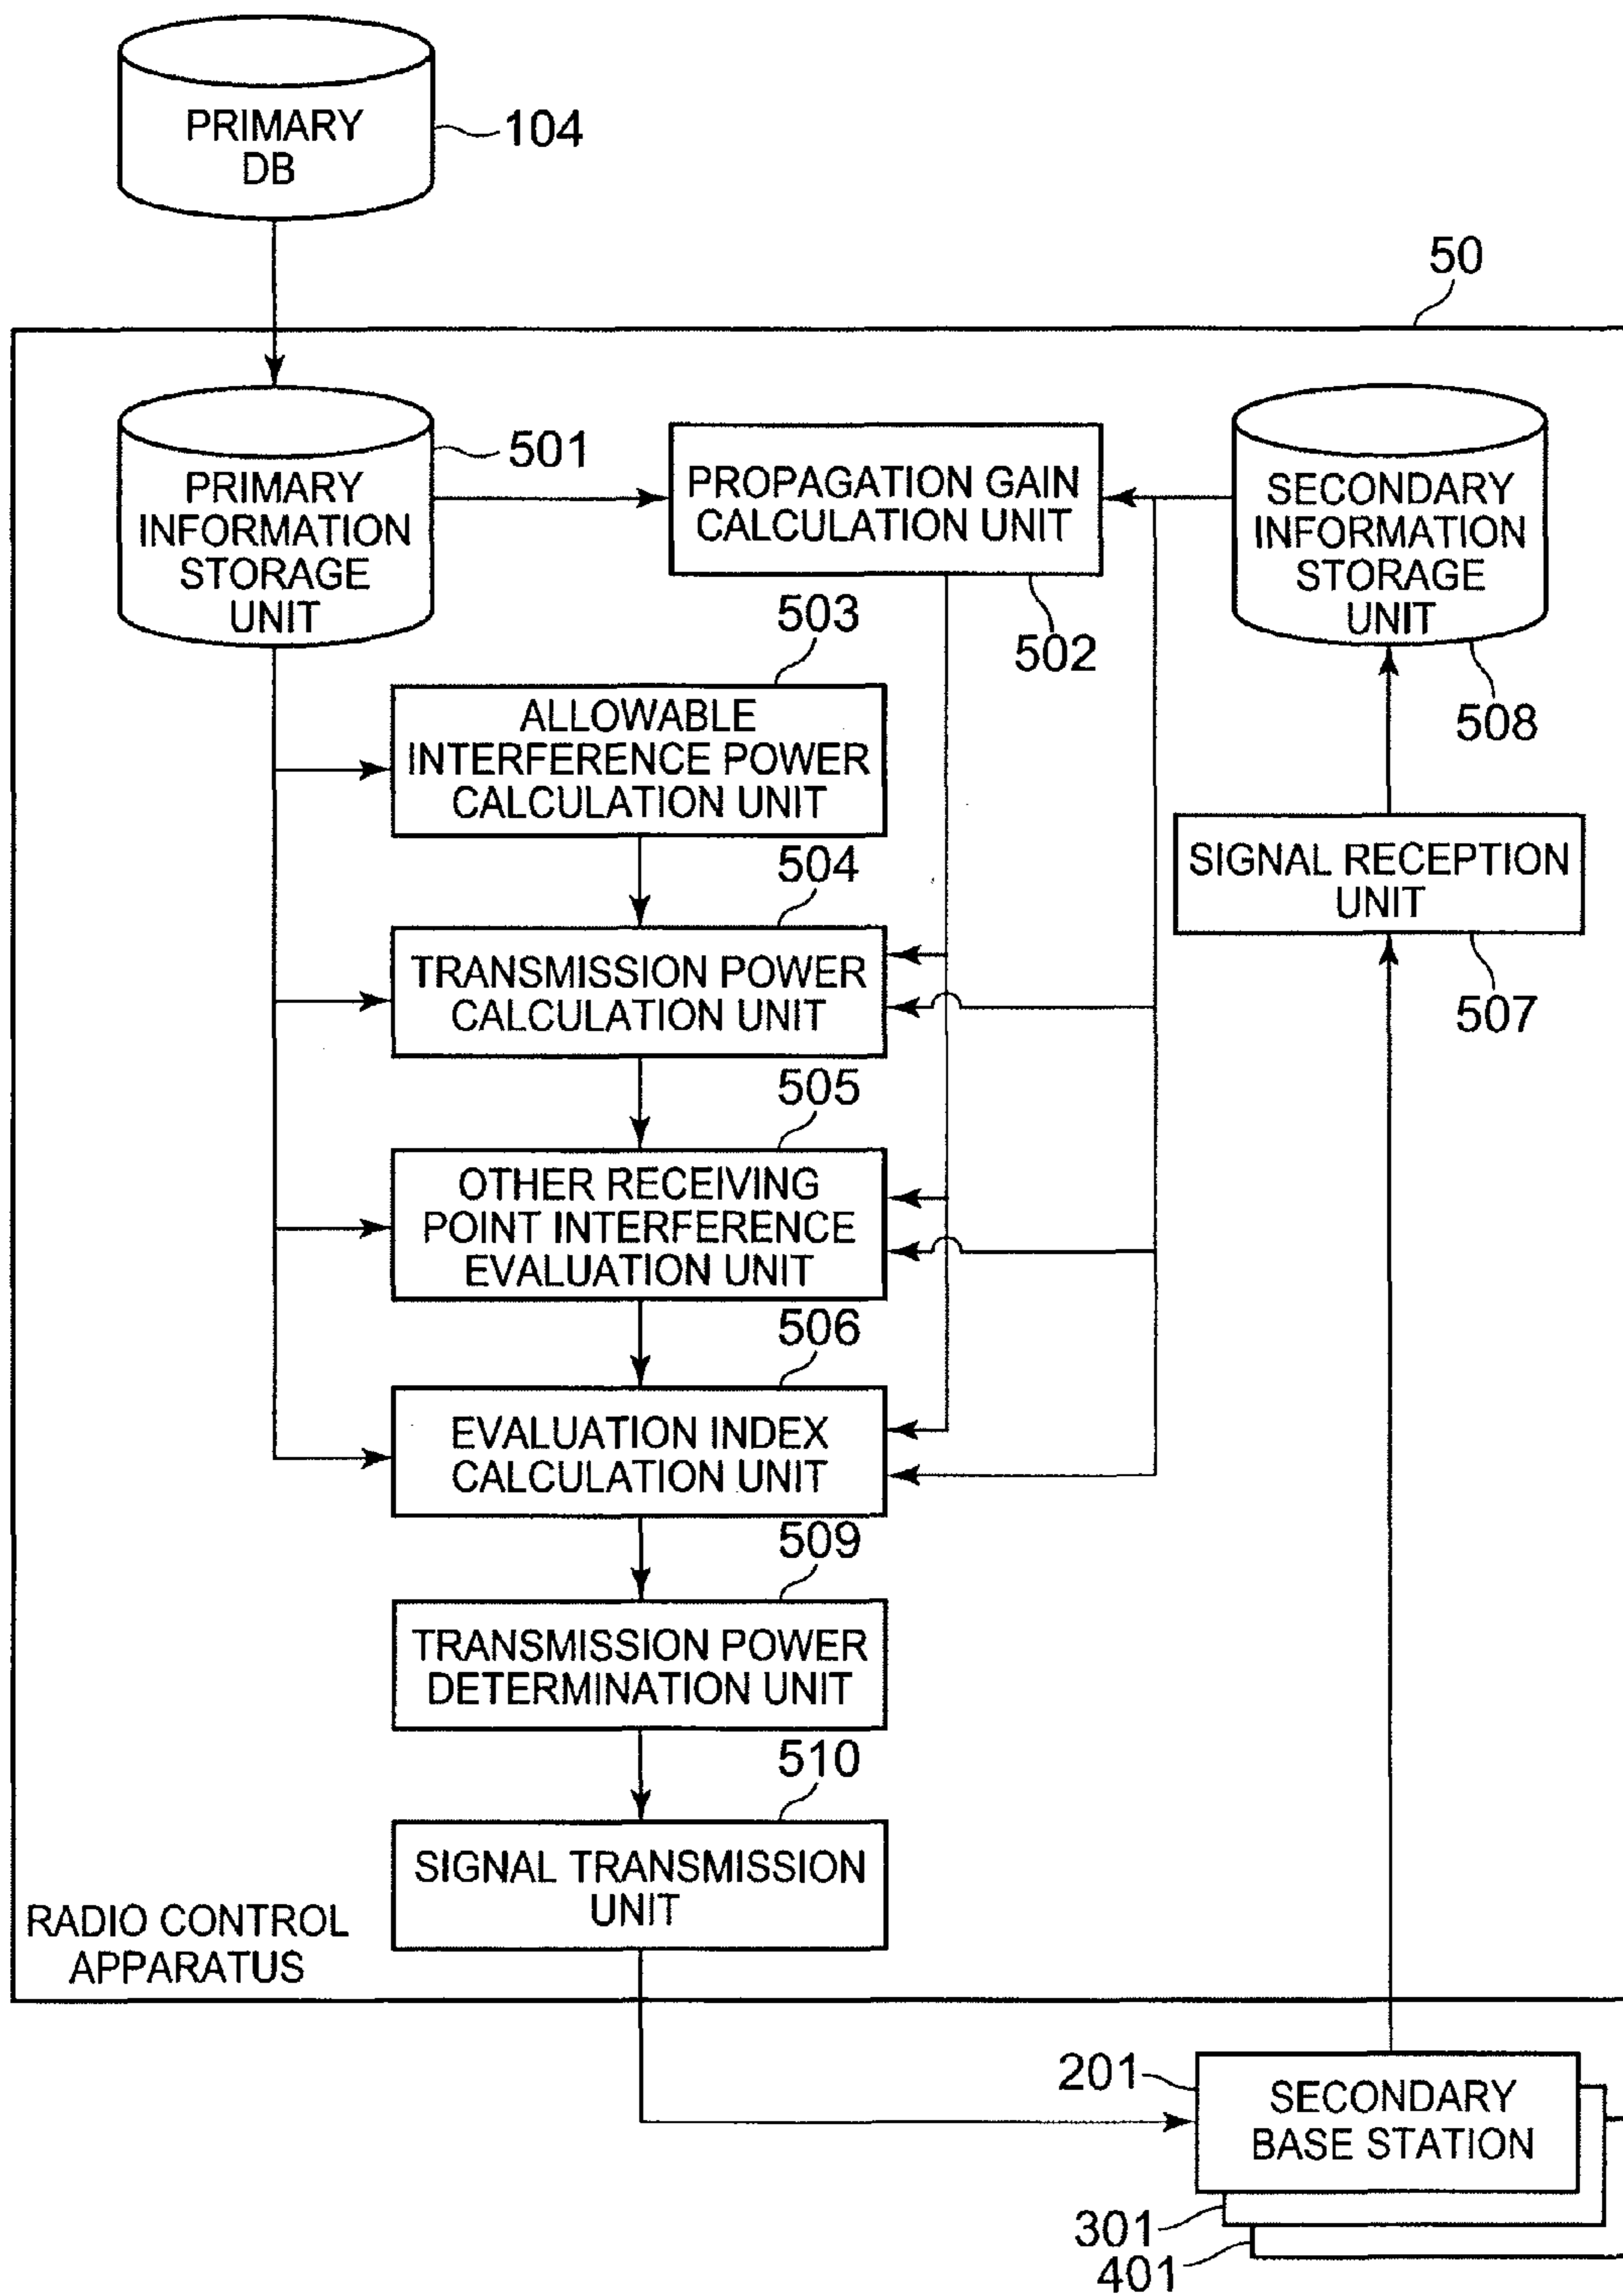 PRIMARY
DB
104
50
501
PRIMARY
INFORMATION
STORAGE
UNIT
PROPAGATION GAIN
CALCULATION UNIT
502
SECONDARY
INFORMATION
STORAGE
UNIT
508
503
ALLOWABLE
INTERFERENCE POWER
CALCULATION UNIT
SIGNAL RECEPTION
UNIT
507
504
TRANSMISSION POWER
CALCULATION UNIT
505
OTHER RECEIVING
POINT INTERFERENCE
EVALUATION UNIT
506
EVALUATION INDEX
CALCULATION UNIT
509
TRANSMISSION POWER
DETERMINATION UNIT
510
SIGNAL TRANSMISSION
UNIT
RADIO CONTROL
APPARATUS
201
SECONDARY
BASE STATION
301
401